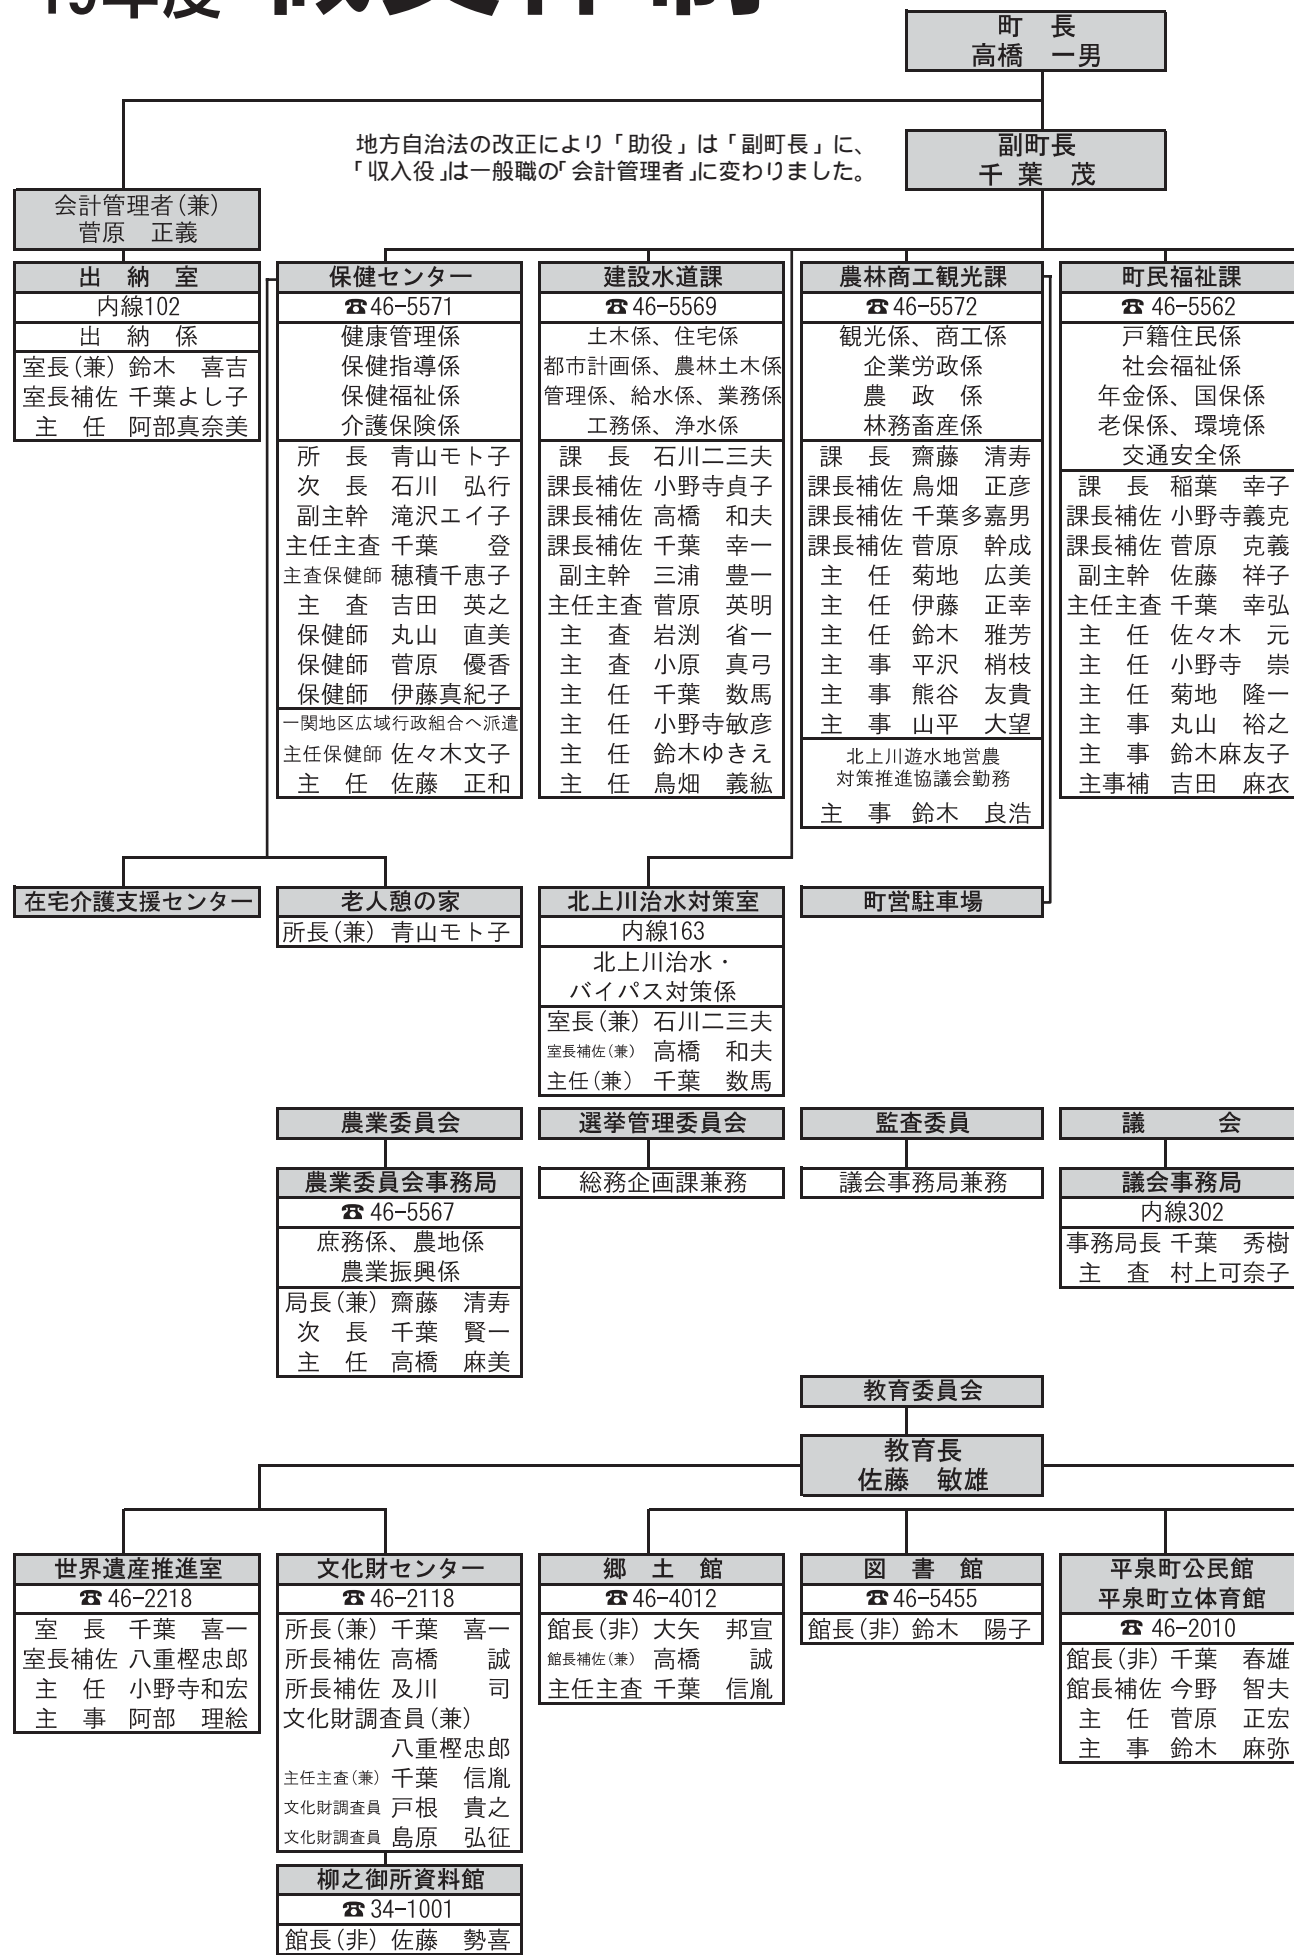 19年度
町　長
高橋　一男
地方自治法の改正により「助役」は「副町長」に、
「収入役」は一般職の「会計管理者」に変わりました。
副町長
千 葉　茂
会計管理者(兼)
菅原　正義
出　納　室
内線102
出　納　係
室長(兼) 鈴木　喜吉
室長補佐 千葉よし子
主　任 阿部真奈美
保健センター
☎46-5571
健康管理係
保健指導係
保健福祉係
介護保険係
所　長 青山モト子
次　長 石川　弘行
副主幹 滝沢エイ子
主任主査 千葉　　登
主査保健師 穂積千恵子
主　査 吉田　英之
保健師 丸山　直美
保健師 菅原　優香
保健師 伊藤真紀子
一関地区広域行政組合へ派遣
主任保健師 佐々木文子
主　任 佐藤　正和
建設水道課
☎46-5569
土木係、住宅係
都市計画係、農林土木係
管理係、給水係、業務係
工務係、浄水係
課　長 石川二三夫
課長補佐 小野寺貞子
課長補佐 高橋　和夫
課長補佐 千葉　幸一
副主幹 三浦　豊一
主任主査 菅原　英明
主　査 岩渕　省一
主　査 小原　真弓
主　任 千葉　数馬
主　任 小野寺敏彦
主　任 鈴木ゆきえ
主　任 鳥畑　義紘
農林商工観光課
☎46-5572
観光係、商工係
企業労政係
農　政　係
林務畜産係
課　長 齋藤　清寿
課長補佐 鳥畑　正彦
課長補佐 千葉多嘉男
課長補佐 菅原　幹成
主　任 菊地　広美
主　任 伊藤　正幸
主　任 鈴木　雅芳
主　事 平沢　梢枝
主　事 熊谷　友貴
主　事 山平　大望
北上川遊水地営農
対策推進協議会勤務
主　事 鈴木　良浩
町民福祉課
☎46-5562
戸籍住民係
社会福祉係
年金係、国保係
老保係、環境係
交通安全係
課　長 稲葉　幸子
課長補佐 小野寺義克
課長補佐 菅原　克義
副主幹 佐藤　祥子
主任主査 千葉　幸弘
主　任 佐々木　元
主　任 小野寺　崇
主　任 菊地　隆一
主　事 丸山　裕之
主　事 鈴木麻友子
主事補 吉田　麻衣
在宅介護支援センター
老人憩の家
所長(兼) 青山モト子
北上川治水対策室
内線163
北上川治水・
バイパス対策係
室長(兼) 石川二三夫
室長補佐(兼) 高橋　和夫
主任(兼) 千葉　数馬
町営駐車場
農業委員会
農業委員会事務局
☎46-5567
庶務係、農地係
農業振興係
局長(兼) 齋藤　清寿
次　長 千葉　賢一
主　任 高橋　麻美
選挙管理委員会
総務企画課兼務
監査委員
議会事務局兼務
議　　　会
議会事務局
内線302
事務局長 千葉　秀樹
主　査 村上可奈子
教育委員会
教育長
佐藤　敏雄
世界遺産推進室
☎46-2218
室　長 千葉　喜一
室長補佐 八重樫忠郎
主　任 小野寺和宏
主　事 阿部　理絵
文化財センター
☎46-2118
所長(兼) 千葉　喜一
所長補佐 高橋　　誠
所長補佐 及川　　司
文化財調査員(兼)
八重樫忠郎
主任主査(兼) 千葉　信胤
文化財調査員 戸根　貴之
文化財調査員 島原　弘征
柳之御所資料館
☎34-1001
館長(非) 佐藤　勢喜
郷　土　館
☎46-4012
館長(非) 大矢　邦宣
館長補佐(兼) 高橋　　誠
主任主査 千葉　信胤
図　書　館
☎46-5455
館長(非) 鈴木　陽子
平泉町公民館
平泉町立体育館
☎46-2010
館長(非) 千葉　春雄
館長補佐 今野　智夫
主　任 菅原　正宏
主　事 鈴木　麻弥